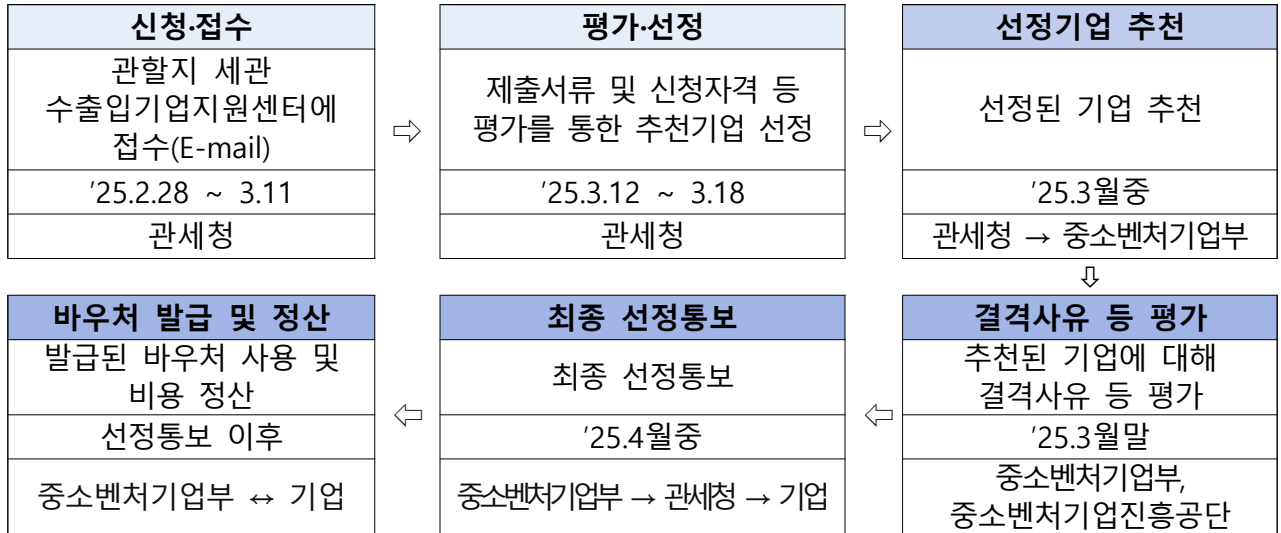 신청·접수
관할지 세관
수출입기업지원센터에
접수(E-mail)
'25.2.28 ~ 3.11
관세청
⇨
평가·선정
제출서류 및 신청자격 등
평가를 통한 추천기업 선정
'25.3.12 ~ 3.18
관세청
⇨
선정기업 추천
선정된 기업 추천
'25.3월중
관세청 → 중소벤처기업부
⇩
결격사유 등 평가
추천된 기업에 대해
결격사유 등 평가
'25.3월말
중소벤처기업부,
중소벤처기업진흥공단
⇦
최종 선정통보
최종 선정통보
'25.4월중
중소벤처기업부 → 관세청 → 기업
⇦
바우처 발급 및 정산
발급된 바우처 사용 및
비용 정산
선정통보 이후
중소벤처기업부 ↔ 기업